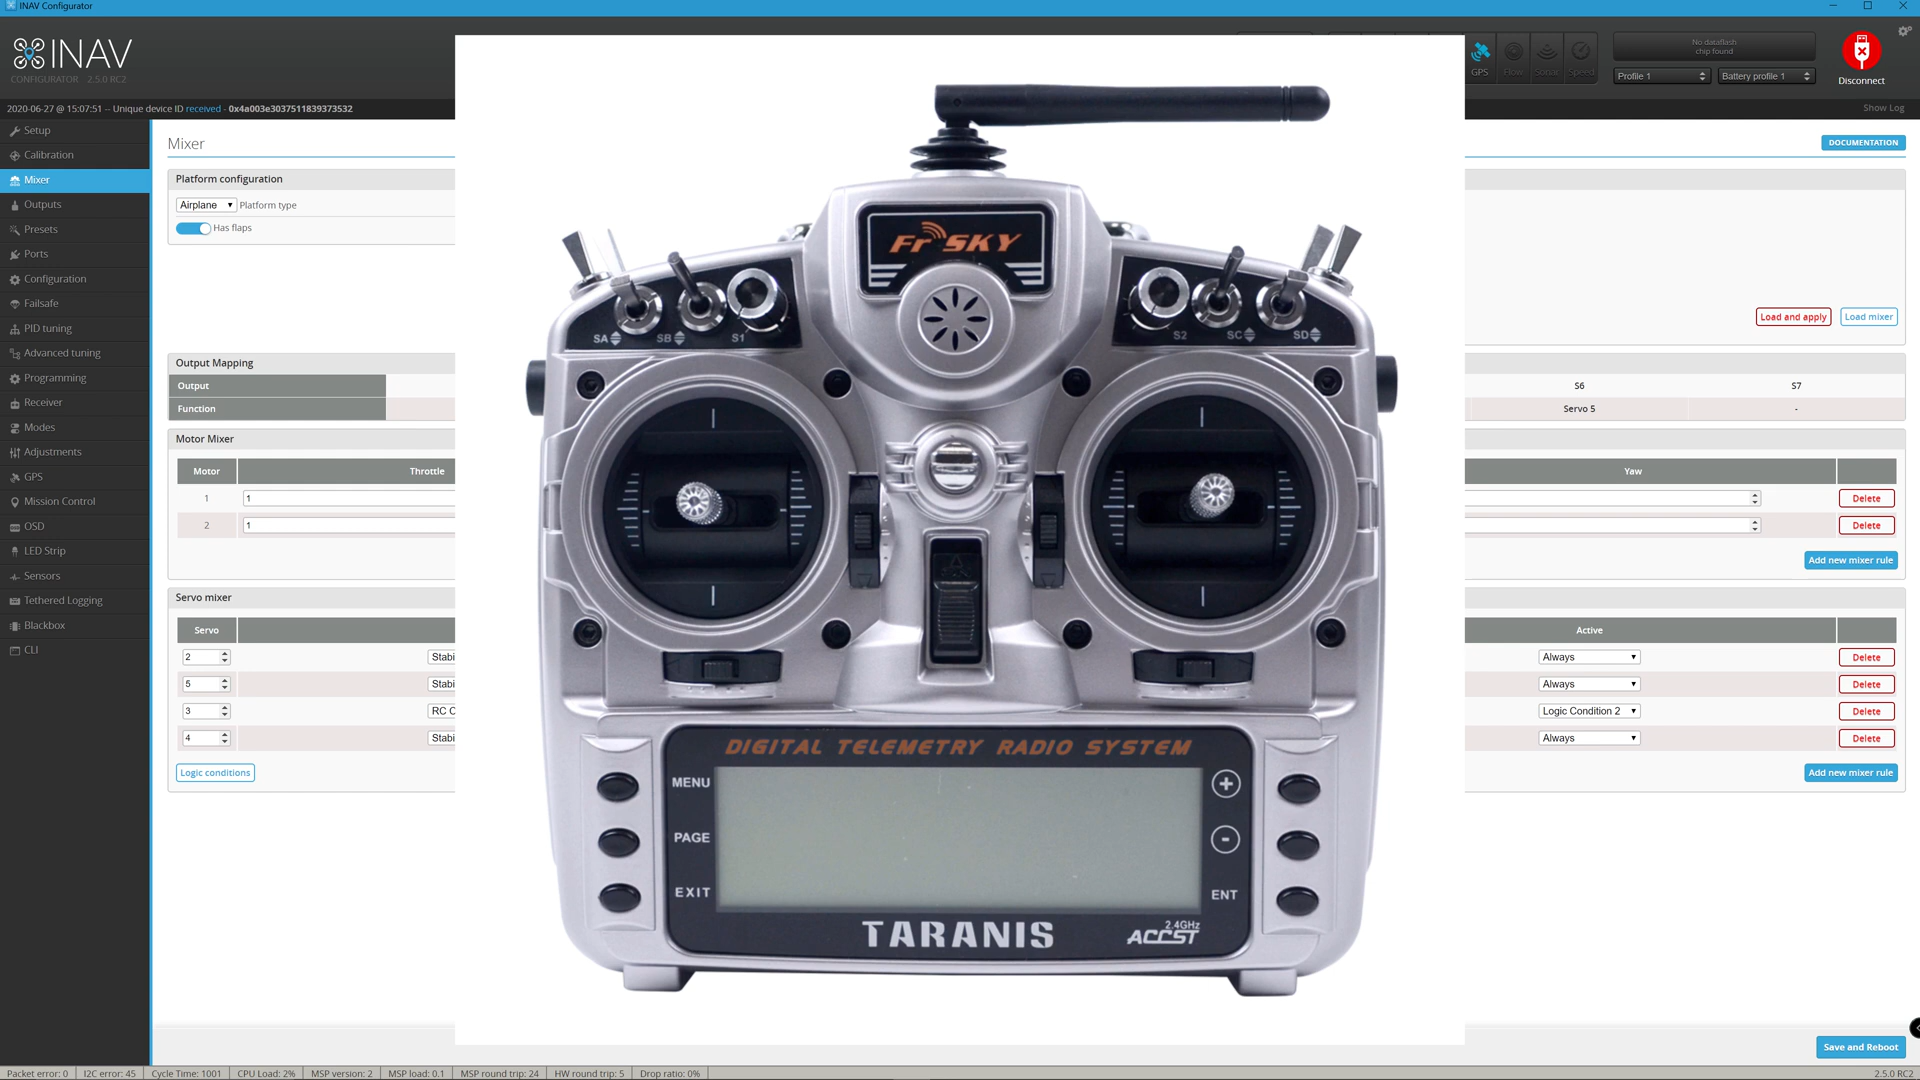 INAV Configurator
INAV
CONFIGURATOR 2.5.0 RC2
GPS
Flow
Sonar
Speed
No dataflash
chip found
Profile 1
Battery profile 1
Disconnect
2020-06-27 @ 15:07:51 -- Unique device ID received - 0x4a003e3037511839373532
Show Log
Setup
Calibration
Mixer
Outputs
Presets
Ports
Configuration
Failsafe
PID tuning
Advanced tuning
Programming
Receiver
Modes
Adjustments
GPS
Mission Control
OSD
LED Strip
Sensors
Tethered Logging
Blackbox
CLI
Mixer
DOCUMENTATION
Platform configuration
Airplane Platform type
Has flaps
Load and apply
Load mixer
Output Mapping
Output S6 S7
Function Servo 5 -
Motor Mixer
Motor Throttle Yaw
1 1 Delete
2 1 Delete
Add new mixer rule
Servo mixer
Servo Active
2 Stabi Always Delete
5 Stabi Always Delete
3 RC C Logic Condition 2 Delete
4 Stabi Always Delete
Logic conditions
Add new mixer rule
FrSKY
SA SB S1 S2 SC SD
DIGITAL TELEMETRY RADIO SYSTEM
MENU +
PAGE -
EXIT ENT
TARANIS
2.4GHz
ACCST
Save and Reboot
Packet error: 0 I2C error: 45 Cycle Time: 1001 CPU Load: 2% MSP version: 2 MSP load: 0.1 MSP round trip: 24 HW round trip: 5 Drop ratio: 0% 2.5.0 RC2